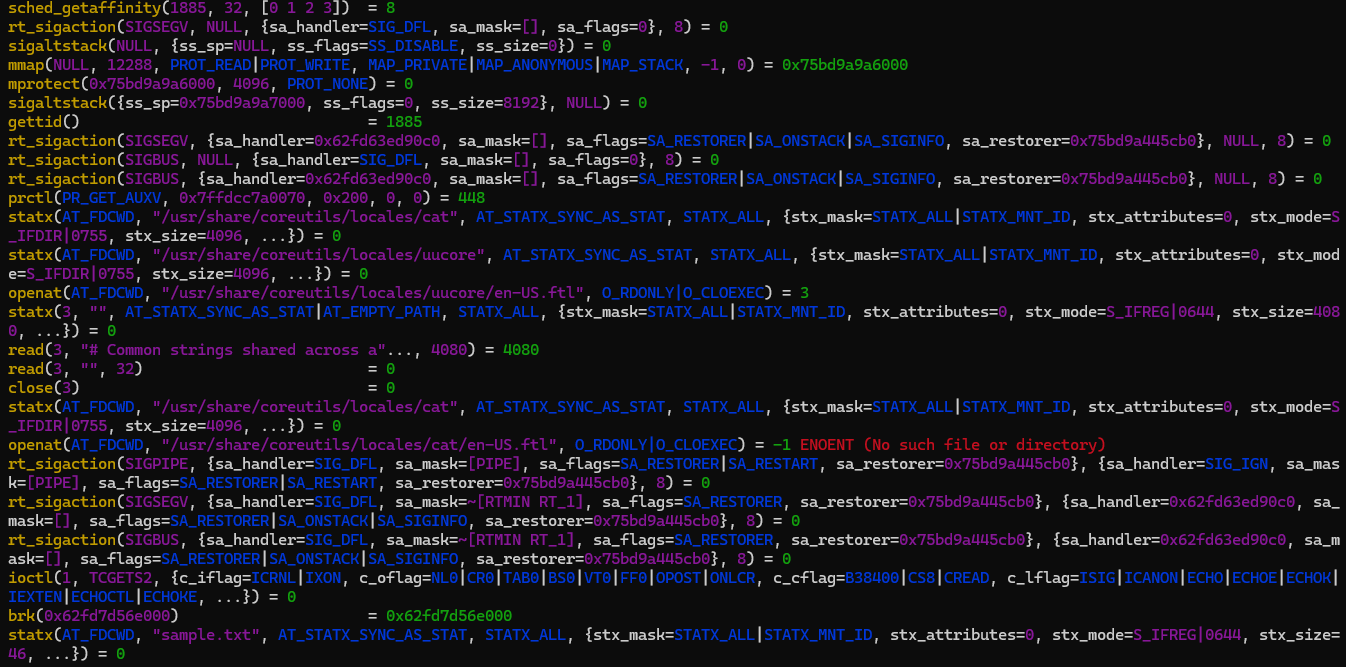 sched_getaffinity(1885, 32, [0 1 2 3])  = 8
rt_sigaction(SIGSEGV, NULL, {sa_handler=SIG_DFL, sa_mask=[], sa_flags=0}, 8) = 0
sigaltstack(NULL, {ss_sp=NULL, ss_flags=SS_DISABLE, ss_size=0}) = 0
mmap(NULL, 12288, PROT_READ|PROT_WRITE, MAP_PRIVATE|MAP_ANONYMOUS|MAP_STACK, -1, 0) = 0x75bd9a9a6000
mprotect(0x75bd9a9a6000, 4096, PROT_NONE) = 0
sigaltstack({ss_sp=0x75bd9a9a7000, ss_flags=0, ss_size=8192}, NULL) = 0
gettid()                                = 1885
rt_sigaction(SIGSEGV, {sa_handler=0x62fd63ed90c0, sa_mask=[], sa_flags=SA_RESTORER|SA_ONSTACK|SA_SIGINFO, sa_restorer=0x75bd9a445cb0}, NULL, 8) = 0
rt_sigaction(SIGBUS, NULL, {sa_handler=SIG_DFL, sa_mask=[], sa_flags=0}, 8) = 0
rt_sigaction(SIGBUS, {sa_handler=0x62fd63ed90c0, sa_mask=[], sa_flags=SA_RESTORER|SA_ONSTACK|SA_SIGINFO, sa_restorer=0x75bd9a445cb0}, NULL, 8) = 0
prctl(PR_GET_AUXV, 0x7ffdcc7a0070, 0x200, 0, 0) = 448
statx(AT_FDCWD, "/usr/share/coreutils/locales/cat", AT_STATX_SYNC_AS_STAT, STATX_ALL, {stx_mask=STATX_ALL|STATX_MNT_ID, stx_attributes=0, stx_mode=S
_IFDIR|0755, stx_size=4096, ...}) = 0
statx(AT_FDCWD, "/usr/share/coreutils/locales/uucore", AT_STATX_SYNC_AS_STAT, STATX_ALL, {stx_mask=STATX_ALL|STATX_MNT_ID, stx_attributes=0, stx_mod
e=S_IFDIR|0755, stx_size=4096, ...}) = 0
openat(AT_FDCWD, "/usr/share/coreutils/locales/uucore/en-US.ftl", O_RDONLY|O_CLOEXEC) = 3
statx(3, "", AT_STATX_SYNC_AS_STAT|AT_EMPTY_PATH, STATX_ALL, {stx_mask=STATX_ALL|STATX_MNT_ID, stx_attributes=0, stx_mode=S_IFREG|0644, stx_size=408
0, ...}) = 0
read(3, "# Common strings shared across a"..., 4080) = 4080
read(3, "", 32)                         = 0
close(3)                                = 0
statx(AT_FDCWD, "/usr/share/coreutils/locales/cat", AT_STATX_SYNC_AS_STAT, STATX_ALL, {stx_mask=STATX_ALL|STATX_MNT_ID, stx_attributes=0, stx_mode=S
_IFDIR|0755, stx_size=4096, ...}) = 0
openat(AT_FDCWD, "/usr/share/coreutils/locales/cat/en-US.ftl", O_RDONLY|O_CLOEXEC) = -1 ENOENT (No such file or directory)
rt_sigaction(SIGPIPE, {sa_handler=SIG_DFL, sa_mask=[PIPE], sa_flags=SA_RESTORER|SA_RESTART, sa_restorer=0x75bd9a445cb0}, {sa_handler=SIG_IGN, sa_mas
k=[PIPE], sa_flags=SA_RESTORER|SA_RESTART, sa_restorer=0x75bd9a445cb0}, 8) = 0
rt_sigaction(SIGSEGV, {sa_handler=SIG_DFL, sa_mask=~[RTMIN RT_1], sa_flags=SA_RESTORER, sa_restorer=0x75bd9a445cb0}, {sa_handler=0x62fd63ed90c0, sa_
mask=[], sa_flags=SA_RESTORER|SA_ONSTACK|SA_SIGINFO, sa_restorer=0x75bd9a445cb0}, 8) = 0
rt_sigaction(SIGBUS, {sa_handler=SIG_DFL, sa_mask=~[RTMIN RT_1], sa_flags=SA_RESTORER, sa_restorer=0x75bd9a445cb0}, {sa_handler=0x62fd63ed90c0, sa_m
ask=[], sa_flags=SA_RESTORER|SA_ONSTACK|SA_SIGINFO, sa_restorer=0x75bd9a445cb0}, 8) = 0
ioctl(1, TCGETS2, {c_iflag=ICRNL|IXON, c_oflag=NL0|CR0|TAB0|BS0|VT0|FF0|OPOST|ONLCR, c_cflag=B38400|CS8|CREAD, c_lflag=ISIG|ICANON|ECHO|ECHOE|ECHOK|
IEXTEN|ECHOCTL|ECHOKE, ...}) = 0
brk(0x62fd7d56e000)                     = 0x62fd7d56e000
statx(AT_FDCWD, "sample.txt", AT_STATX_SYNC_AS_STAT, STATX_ALL, {stx_mask=STATX_ALL|STATX_MNT_ID, stx_attributes=0, stx_mode=S_IFREG|0644, stx_size=
46, ...}) = 0